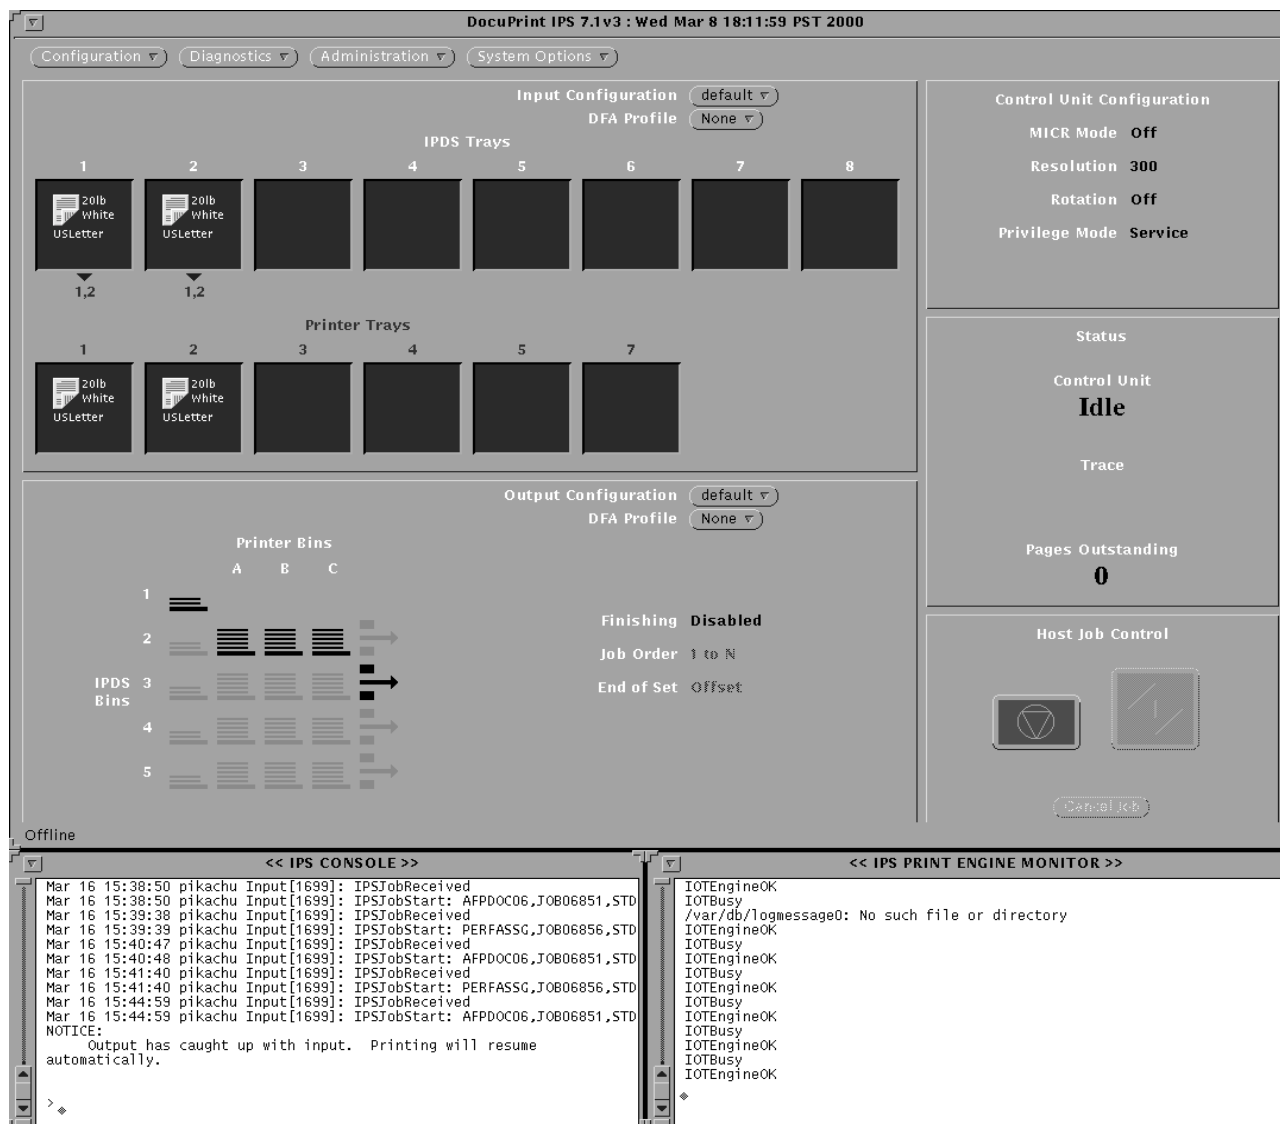 DocuPrint IPS 7.1v3 : Wed Mar 8 18:11:59 PST 2000
Configuration Diagnostics Administration System Options
Input Configuration default
DFA Profile None
IPDS Trays
1 2 3 4 5 6 7 8
20lb 20lb
White White
USLetter USLetter
1,2 1,2
Printer Trays
1 2 3 4 5 7
20lb 20lb
White White
USLetter USLetter
Control Unit Configuration
MICR Mode Off
Resolution 300
Rotation Off
Privilege Mode Service
Status
Control Unit
Idle
Trace
Pages Outstanding
0
Output Configuration default
DFA Profile None
Printer Bins
A B C
1
2
IPDS 3
Bins
4
5
Finishing Disabled
Job Order 1 to N
End of Set Offset
Host Job Control
Cancel Job
Offline
<< IPS CONSOLE >>
Mar 16 15:38:50 pikachu Input[1699]: IPSJobReceived
Mar 16 15:38:50 pikachu Input[1699]: IPSJobStart: AFPDOC06,JOB06851,STD
Mar 16 15:39:38 pikachu Input[1699]: IPSJobReceived
Mar 16 15:39:39 pikachu Input[1699]: IPSJobStart: PERFASSG,JOB06856,STD
Mar 16 15:40:47 pikachu Input[1699]: IPSJobReceived
Mar 16 15:40:48 pikachu Input[1699]: IPSJobStart: AFPDOC06,JOB06851,STD
Mar 16 15:41:40 pikachu Input[1699]: IPSJobReceived
Mar 16 15:41:40 pikachu Input[1699]: IPSJobStart: PERFASSG,JOB06856,STD
Mar 16 15:44:59 pikachu Input[1699]: IPSJobReceived
Mar 16 15:44:59 pikachu Input[1699]: IPSJobStart: AFPDOC06,JOB06851,STD
NOTICE:
Output has caught up with input. Printing will resume
automatically.
>
<< IPS PRINT ENGINE MONITOR >>
IOTEngineOK
IOTBusy
/var/db/logmessage0: No such file or directory
IOTEngineOK
IOTBusy
IOTEngineOK
IOTBusy
IOTEngineOK
IOTBusy
IOTEngineOK
IOTBusy
IOTEngineOK
IOTBusy
IOTEngineOK